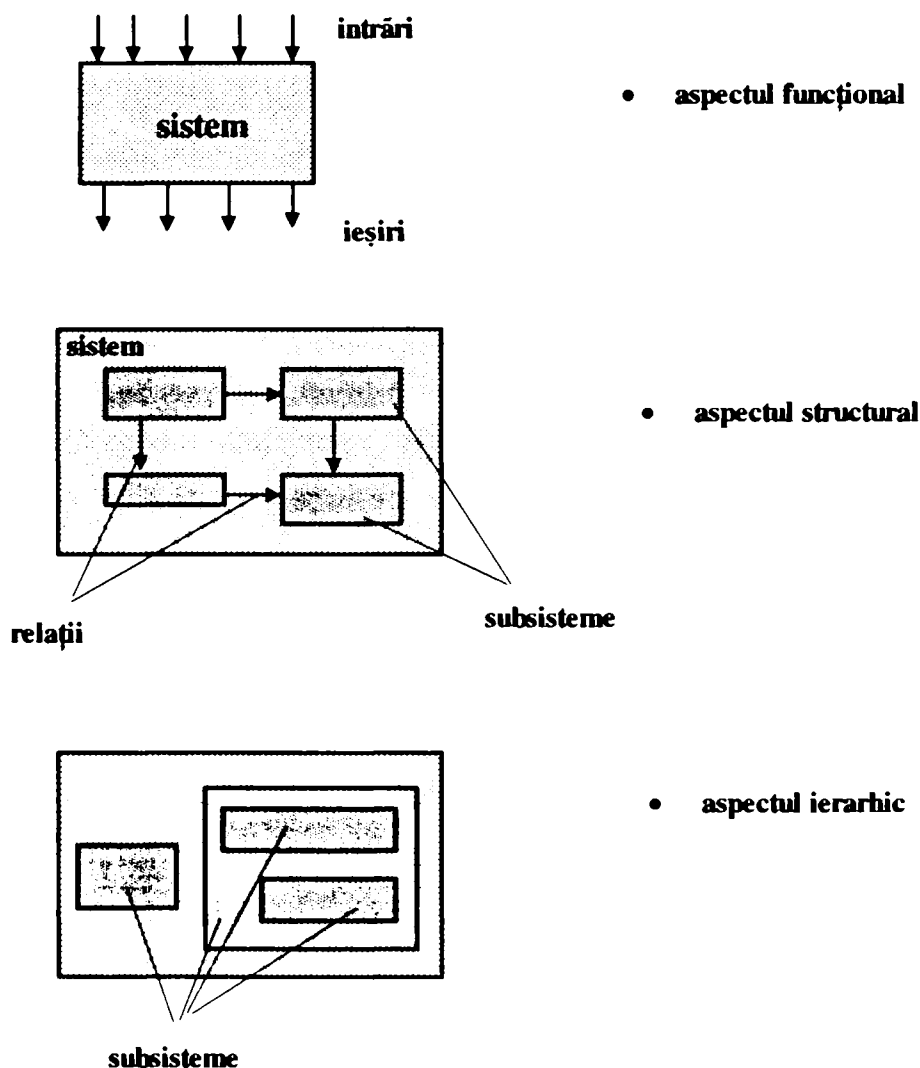 intrări
• aspectul funcțional
sistem
ieșiri
sistem
• aspectul structural
subsisteme
relații
• aspectul ierarhic
subsisteme